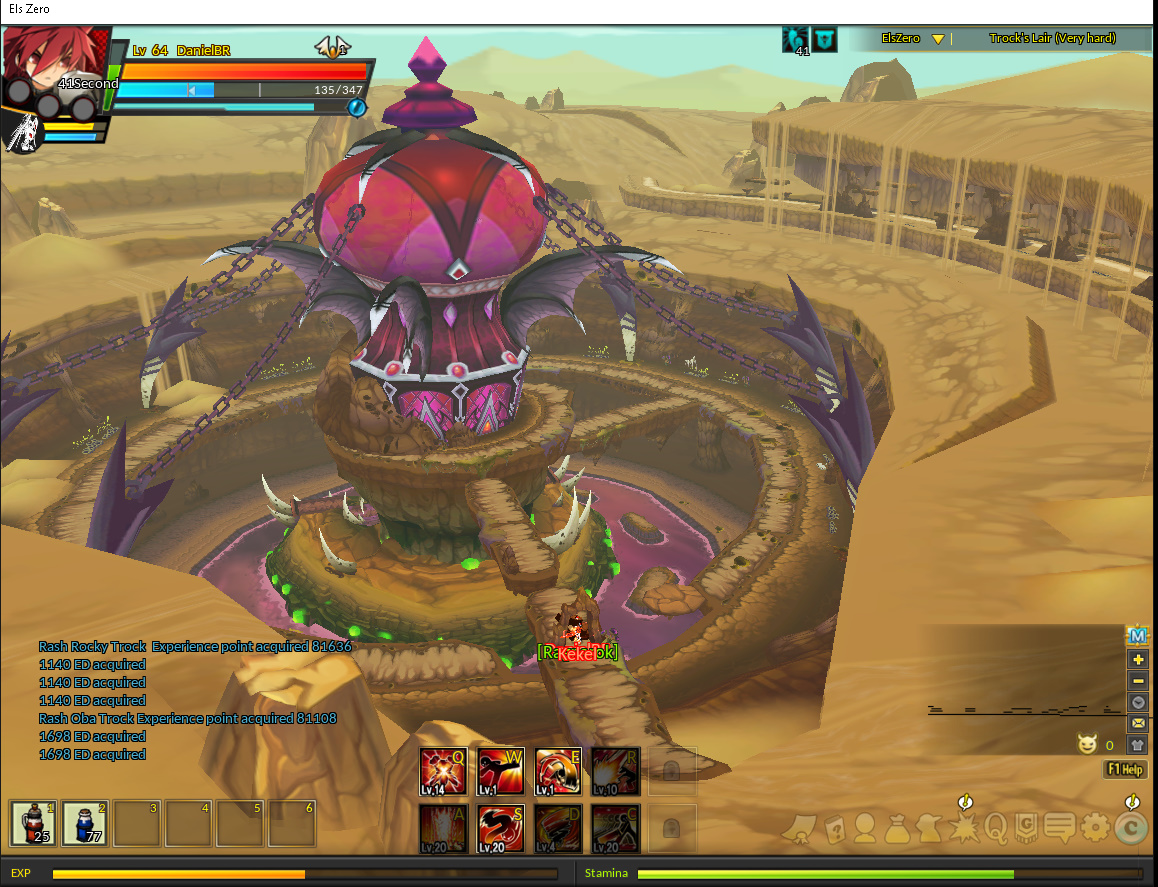 Els Zero
Lv 64 DanielBR
1
41
ElsZero
Trock's Lair (Very hard)
41Second
135/347
Rash Rocky Trock Experience point acquired 81636
1140 ED acquired
1140 ED acquired
1140 ED acquired
Rash Oba Trock Experience point acquired 81108
1698 ED acquired
1698 ED acquired
Kekel
M
0
F1 Help
Q W E R
Lv.14 Lv.1 Lv.1 Lv.10
1 2 3 4 5 6
25 77
A S D C
Lv.20 Lv.20 Lv.4 Lv.20
EXP
Stamina